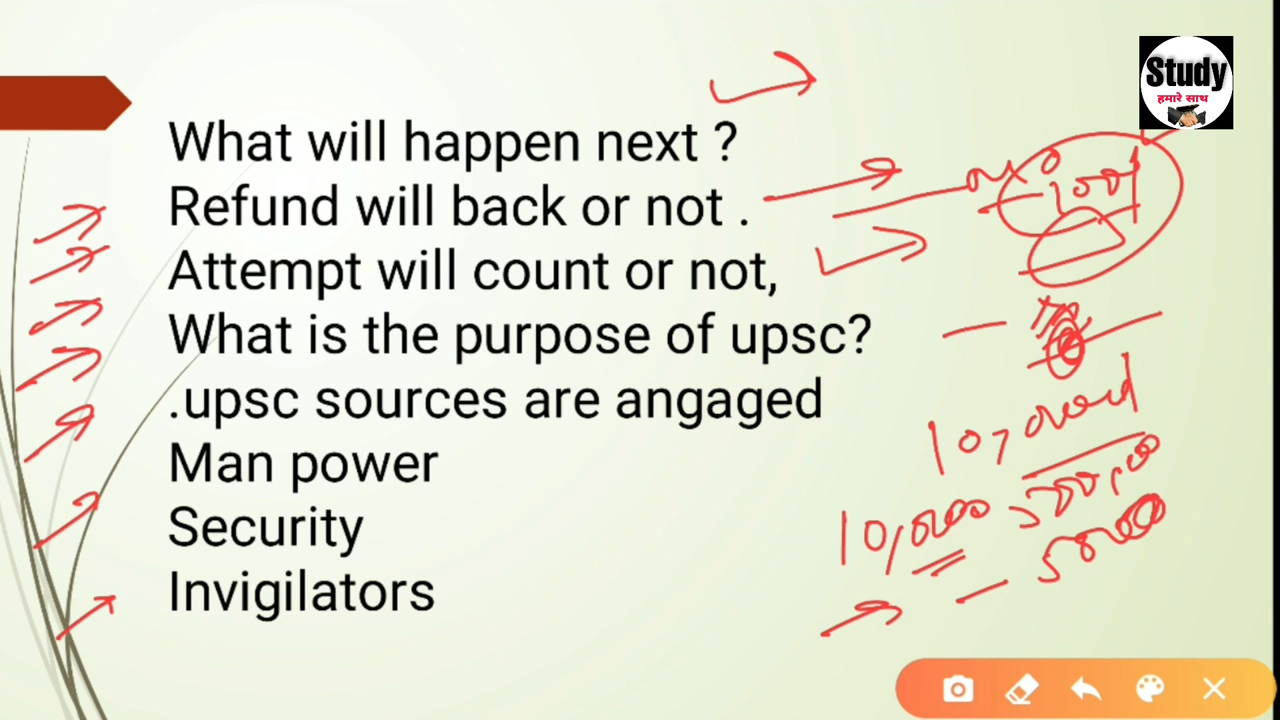 Study
हमारे साथ
What will happen next ?
Refund will back or not .
Attempt will count or not,
What is the purpose of upsc?
.upsc sources are angaged
Man power
Security
Invigilators